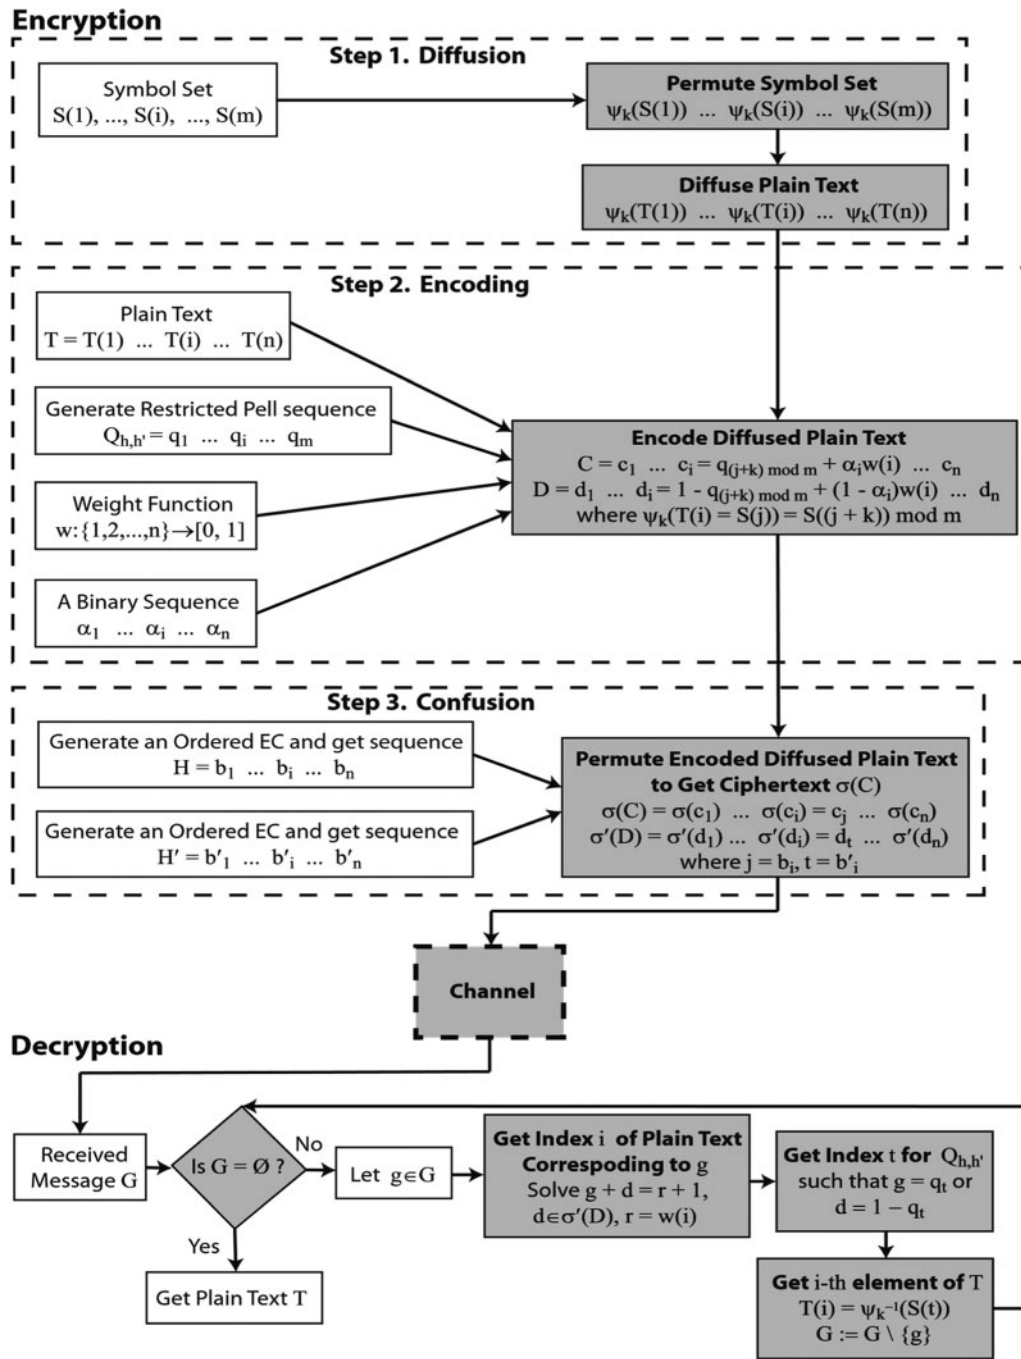 Encryption
Step 1. Diffusion
Symbol Set
S(1), ..., S(i), ..., S(m)
Permute Symbol Set
ψₖ(S(1)) ... ψₖ(S(i)) ... ψₖ(S(m))
Diffuse Plain Text
ψₖ(T(1)) ... ψₖ(T(i)) ... ψₖ(T(n))
Step 2. Encoding
Plain Text
T = T(1) ... T(i) ... T(n)
Generate Restricted Pell sequence
Q_{h,h'} = q₁ ... qᵢ ... qₘ
Weight Function
w:{1,2,...,n}→[0, 1]
A Binary Sequence
α₁ ... αᵢ ... αₙ
Encode Diffused Plain Text
C = c₁ ... cᵢ = q_{(j+k) mod m} + αᵢw(i) ... cₙ
D = d₁ ... dᵢ = 1 - q_{(j+k) mod m} + (1 - αᵢ)w(i) ... dₙ
where ψₖ(T(i) = S(j)) = S((j + k)) mod m
Step 3. Confusion
Generate an Ordered EC and get sequence
H = b₁ ... bᵢ ... bₙ
Generate an Ordered EC and get sequence
H' = b'₁ ... b'ᵢ ... b'ₙ
Permute Encoded Diffused Plain Text
to Get Ciphertext σ(C)
σ(C) = σ(c₁) ... σ(cᵢ) = cⱼ ... σ(cₙ)
σ'(D) = σ'(d₁) ... σ'(dᵢ) = dₜ ... σ'(dₙ)
where j = bᵢ, t = b'ᵢ
Channel
Decryption
Received
Message G
Is G = Ø ?
No
Yes
Get Plain Text T
Let g∈G
Get Index i of Plain Text
Correspoding to g
Solve g + d = r + 1,
d∈σ'(D), r = w(i)
Get Index t for Q_{h,h'}
such that g = qₜ or
d = 1 − qₜ
Get i-th element of T
T(i) = ψₖ⁻¹(S(t))
G := G \ {g}